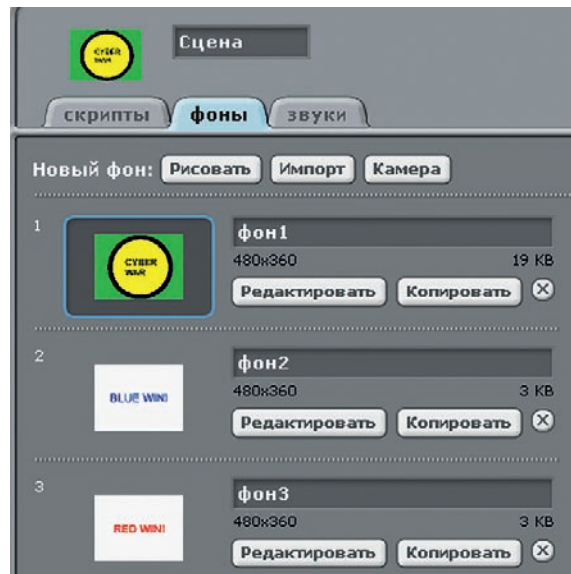 CYBER
WAR
Сцена
скрипты фоны звуки
Новый фон: Рисовать Импорт Камера
1
CYBER
WAR
фон1
480x360 19 KB
Редактировать Копировать
2
BLUE WIN!
фон2
480x360 3 KB
Редактировать Копировать
3
RED WIN!
фон3
480x360 3 KB
Редактировать Копировать